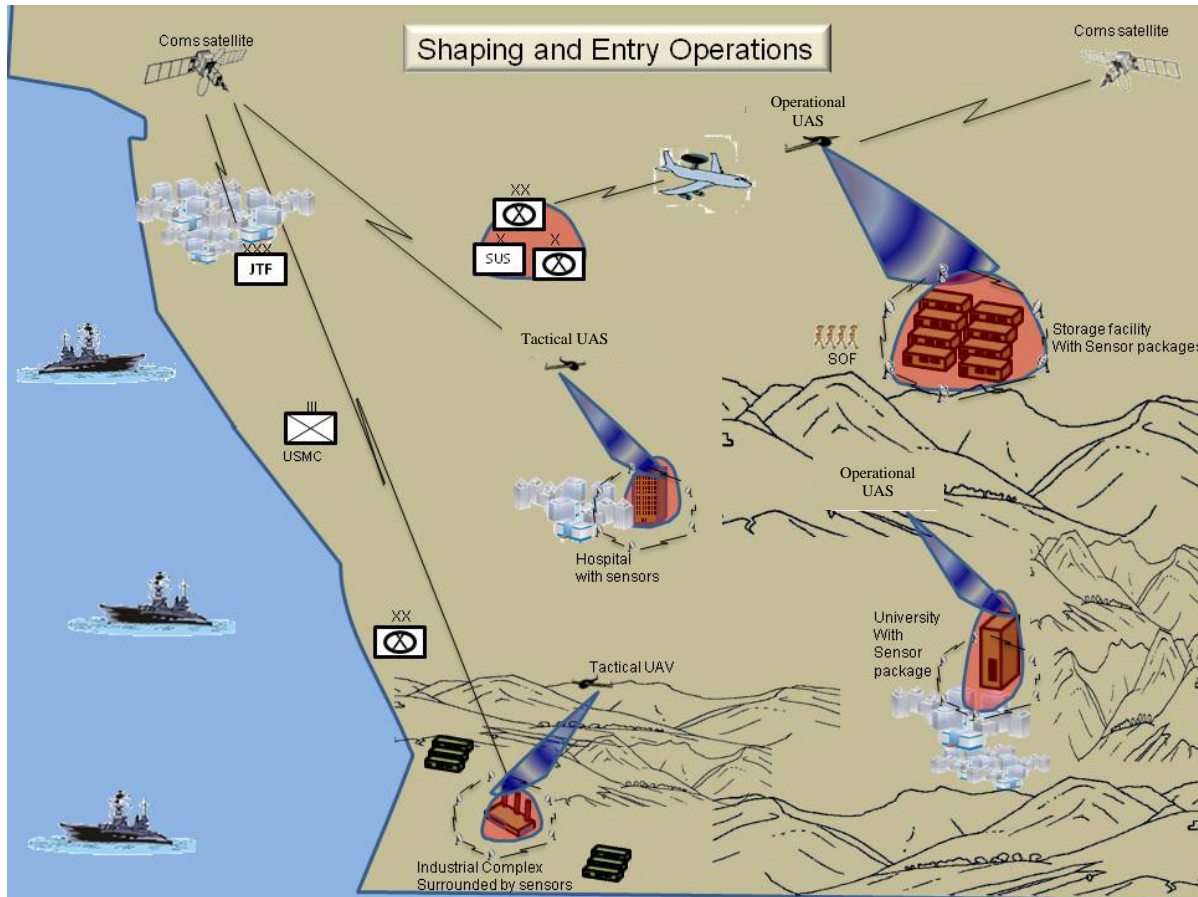 Shaping and Entry Operations
Coms satellite
Coms satellite
Operational
UAS
XX
X
X
SUS
XXX
JTF
Tactical UAS
SOF
Storage facility
With Sensor packages
III
USMC
Operational
UAS
Hospital
with sensors
XX
University
With
Sensor
package
Tactical UAV
Industrial Complex
Surrounded by sensors